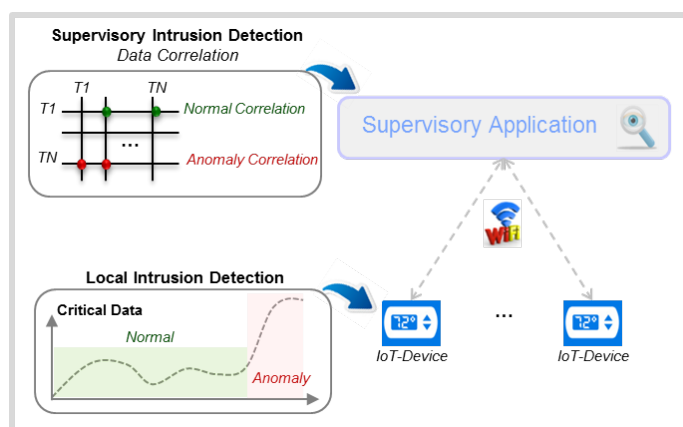 Supervisory Intrusion Detection
Data Correlation
T1 TN
T1 Normal Correlation
...
TN Anomaly Correlation
Supervisory Application
WiFi
Local Intrusion Detection
Critical Data
Normal
Anomaly
72° ... 72°
IoT-Device IoT-Device